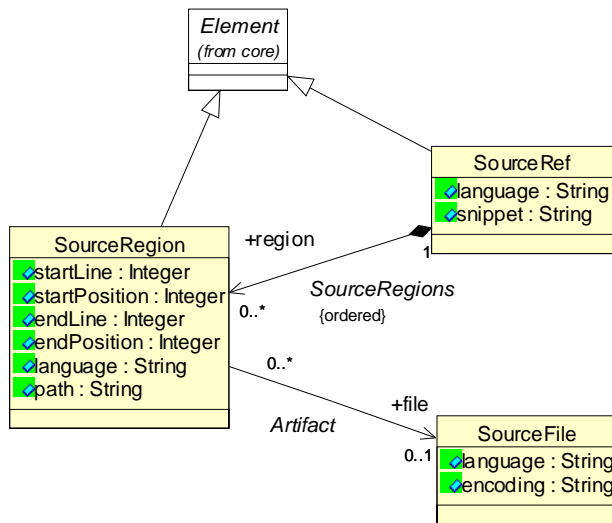 Element
(from core)
SourceRef
language : String
snippet : String
SourceRegion
startLine : Integer
startPosition : Integer
endLine : Integer
endPosition : Integer
language : String
path : String
+region
1
0..*
SourceRegions
{ordered}
0..*
+file
Artifact
0..1
SourceFile
language : String
encoding : String